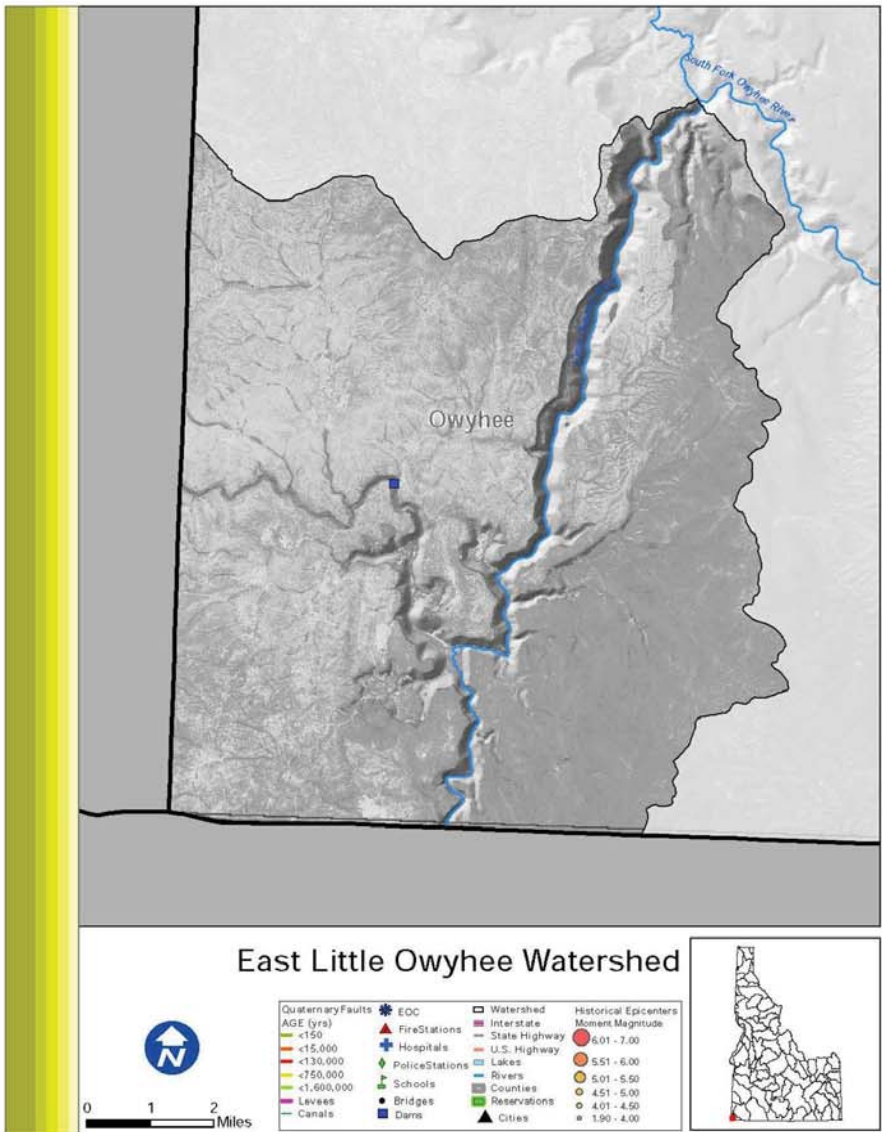 South Fork Owyhee River
Owyhee
East Little Owyhee Watershed
N
0 1 2
Miles
Quaternary Faults
AGE (yrs)
<150
<15,000
<130,000
<750,000
<1,600,000
Levees
Canals
EOC
FireStations
Hospitals
PoliceStations
Schools
Bridges
Dams
Watershed
Interstate
State Highway
U.S. Highway
Lakes
Rivers
Counties
Reservations
Cities
Historical Epicenters
Moment Magnitude
6.01 - 7.00
5.51 - 6.00
5.01 - 5.50
4.51 - 5.00
4.01 - 4.50
1.90 - 4.00